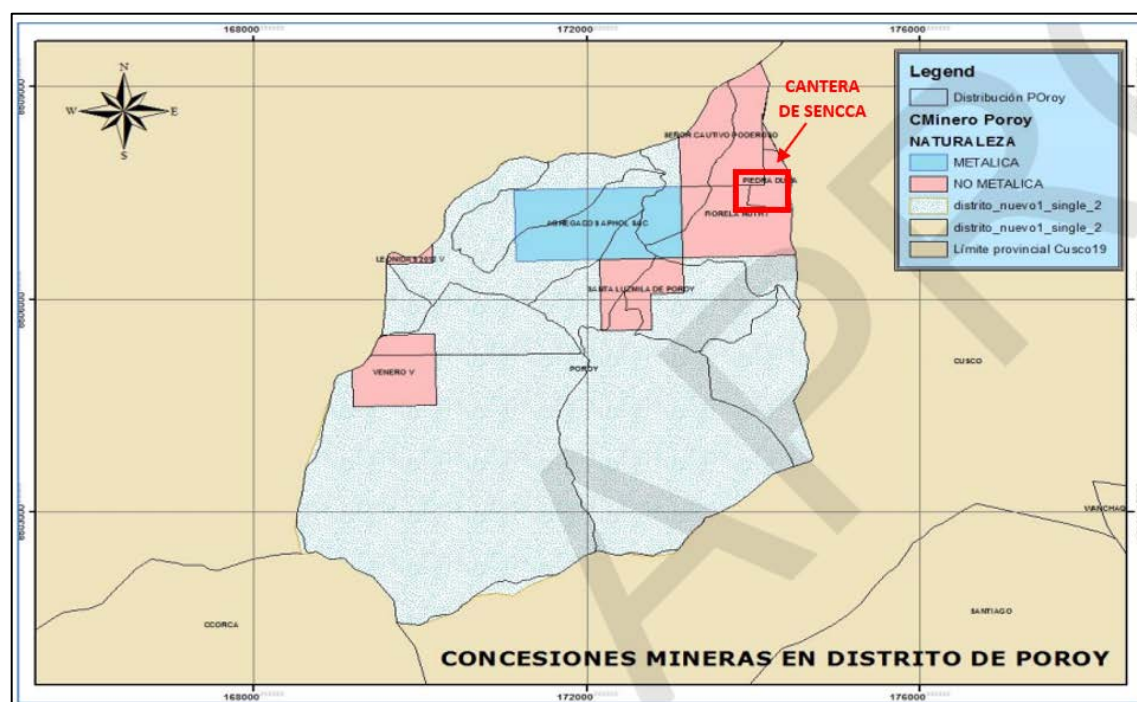 168000
172000
176000
N
W
E
S
CANTERA
DE SENCCA
Legend
Distribución POroy
CMinero Poroy
NATURALEZA
METALICA
NO METALICA
distrito_nuevo1_single_2
distrito_nuevo1_single_2
Límite provincial Cusco19
SEÑOR CAUTIVO PODEROSO
PIEDRA DURA
AGREGADOS APHOL SAC
SANTA LUZMILA DE POROY
VENERO V
POROY
CUSCO
CCORCA
SANTIAGO
CONCESIONES MINERAS EN DISTRITO DE POROY
168000
172000
176000